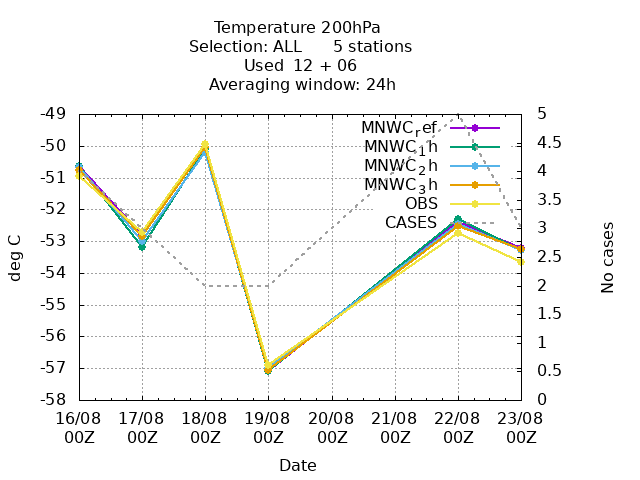 Temperature 200hPa
Selection: ALL 5 stations
Used 12 + 06
Averaging window: 24h
-49
-50
-51
-52
-53
-54
-55
-56
-57
-58
deg C
5
4.5
4
3.5
3
2.5
2
1.5
1
0.5
0
No cases
MNWC_ref
MNWC_1h
MNWC_2h
MNWC_3h
OBS
CASES
16/08 17/08 18/08 19/08 20/08 21/08 22/08 23/08
00Z 00Z 00Z 00Z 00Z 00Z 00Z 00Z
Date